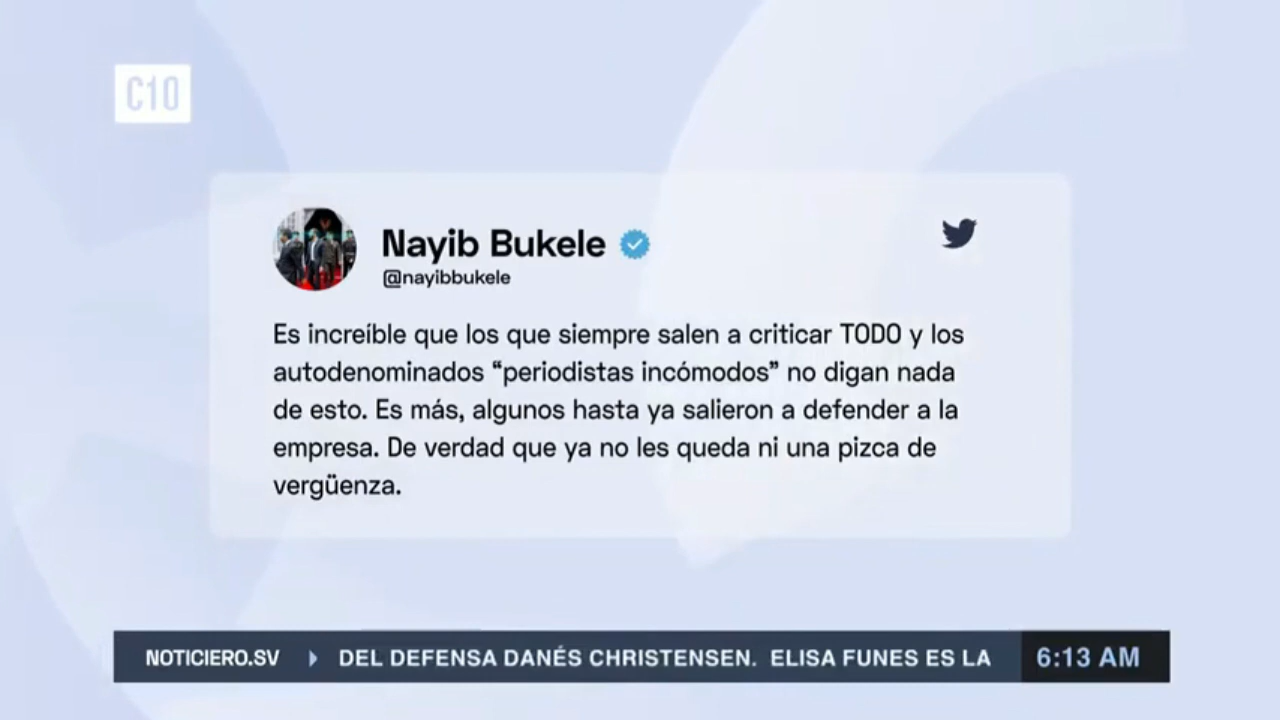 C10
Nayib Bukele
@nayibbukele
Es increíble que los que siempre salen a criticar TODO y los
autodenominados “periodistas incómodos” no digan nada
de esto. Es más, algunos hasta ya salieron a defender a la
empresa. De verdad que ya no les queda ni una pizca de
vergüenza.
NOTICIERO.SV DEL DEFENSA DANÉS CHRISTENSEN. ELISA FUNES ES LA 6:13 AM